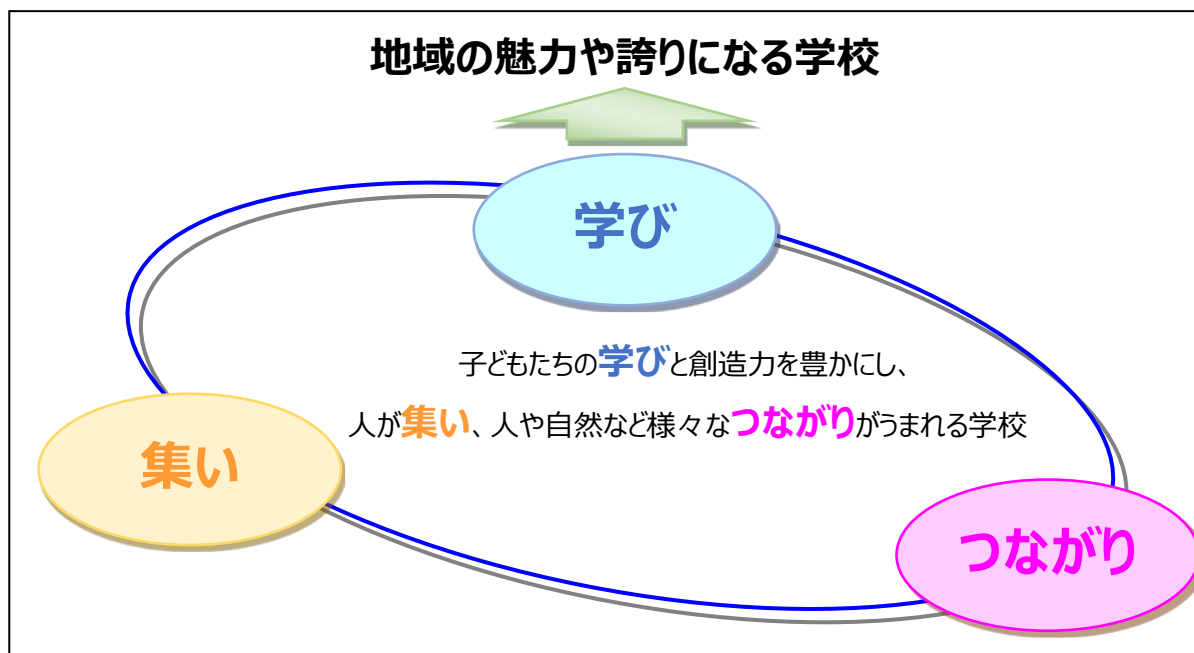 地域の魅力や誇りになる学校
学び
子どもたちの学びと創造力を豊かにし、
人が集い、人や自然など様々なつながりがうまれる学校
集い
つながり